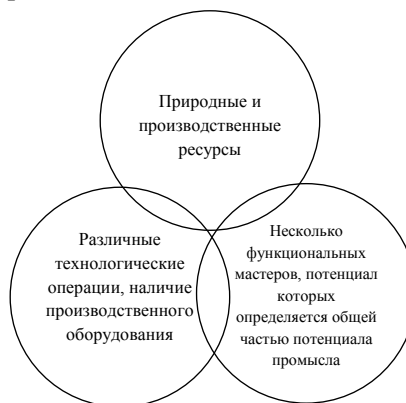 Природные и
производственные
ресурсы
Различные
технологические
операции, наличие
производственного
оборудования
Несколько
функциональных
мастеров, потенциал
которых
определяется общей
частью потенциала
промысла